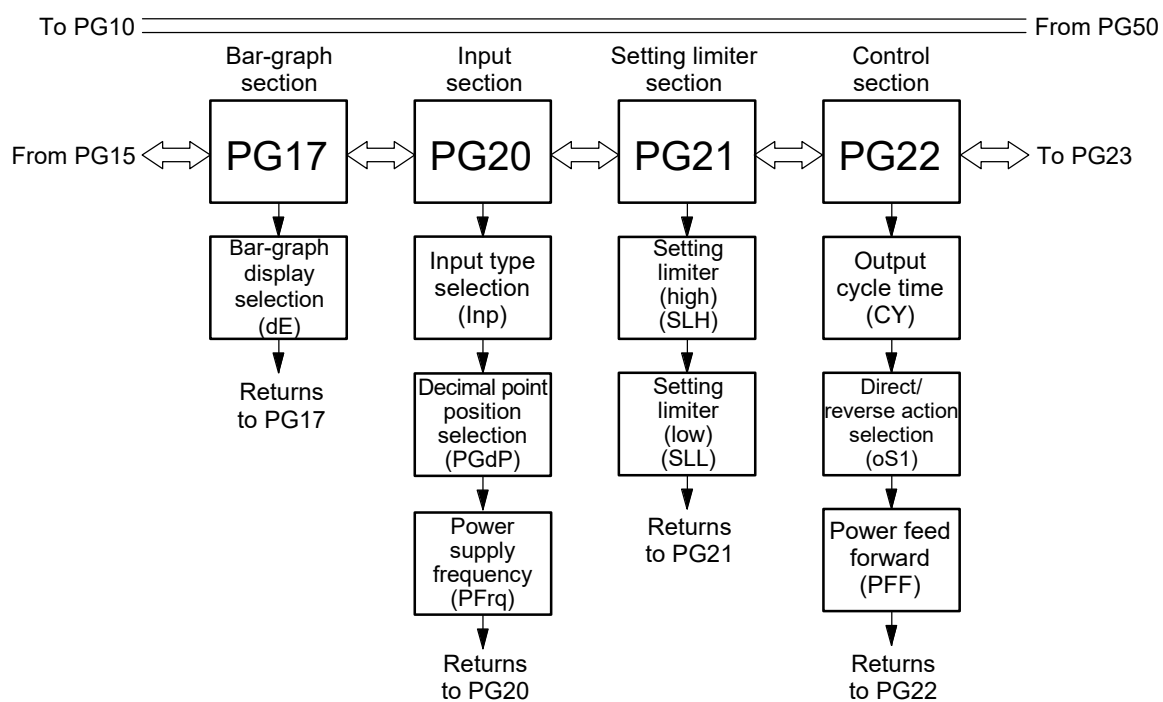 To PG10
From PG50
Bar-graph
section
Input
section
Setting limiter
section
Control
section
From PG15
PG17
PG20
PG21
PG22
To PG23
Bar-graph
display
selection
(dE)
Returns
to PG17
Input type
selection
(Inp)
Decimal point
position
selection
(PGdP)
Power
supply
frequency
(PFrq)
Returns
to PG20
Setting
limiter
(high)
(SLH)
Setting
limiter
(low)
(SLL)
Returns
to PG21
Output
cycle time
(CY)
Direct/
reverse action
selection
(oS1)
Power feed
forward
(PFF)
Returns
to PG22